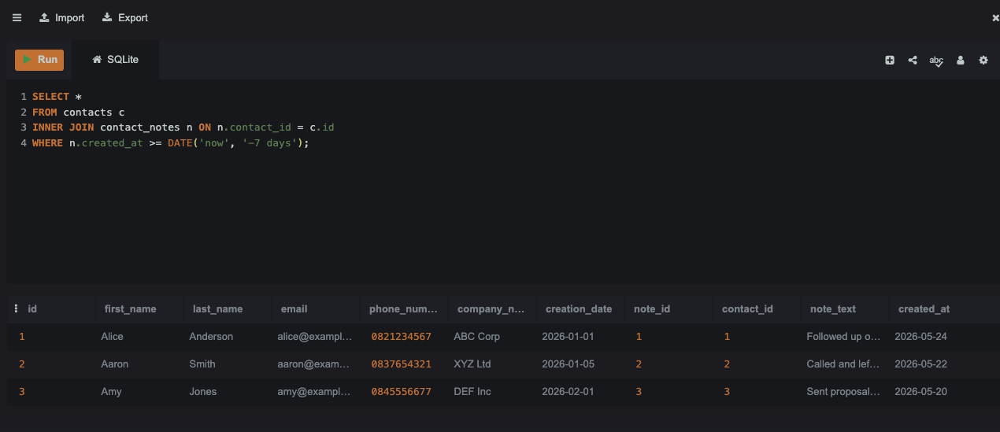 Import Export
Run SQLite
abc
1 SELECT *
2 FROM contacts c
3 INNER JOIN contact_notes n ON n.contact_id = c.id
4 WHERE n.created_at >= DATE('now', '-7 days');
id first_name last_name email phone_num... company_n... creation_date note_id contact_id note_text created_at
1 Alice Anderson alice@exampl... 0821234567 ABC Corp 2026-01-01 1 1 Followed up o... 2026-05-24
2 Aaron Smith aaron@exam... 0837654321 XYZ Ltd 2026-01-05 2 2 Called and lef... 2026-05-22
3 Amy Jones amy@exampl... 0845556677 DEF Inc 2026-02-01 3 3 Sent proposal... 2026-05-20